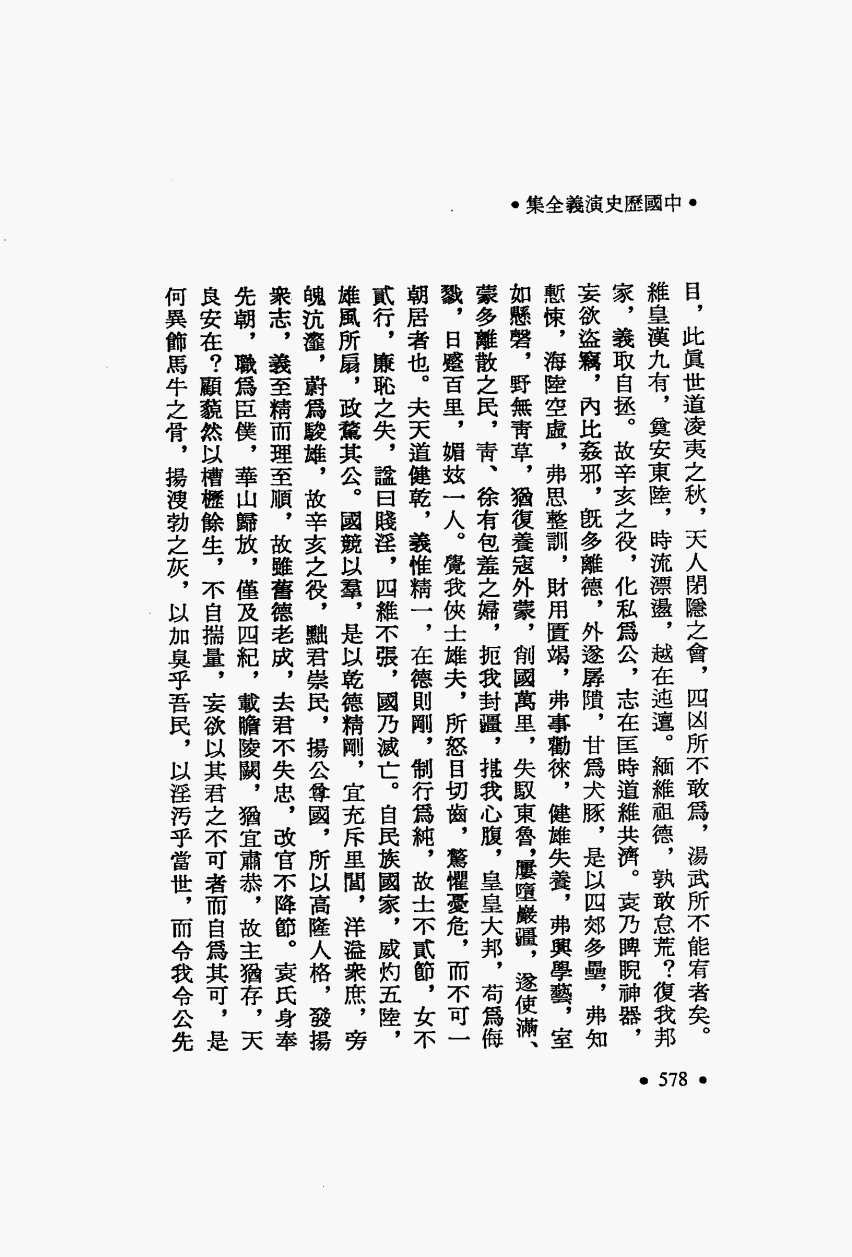 •中國歷史演義全集•
目，此眞世道凌夷之秋，天人閉隱之會，四凶所不敢爲，湯武所不能宥者矣。
維皇漢九有，奠安東陸，時流漂盪，越在迍邅。緬維祖德，孰敢怠荒？復我邦
家，義取自拯。故辛亥之役，化私爲公，志在匡時道維共濟。袁乃睥睨神器，
妄欲盜竊，內比姦邪，旣多離德，外遂孱隤，甘爲犬豚，是以四郊多壘，弗知
慙悚，海陸空虛，弗思整訓，財用匱竭，弗事勸徠，健雄失養，弗興學藝，室
如懸磬，野無靑草，猶復養寇外蒙，削國萬里，失馭東魯，屢墮巖疆，遂使滿、
蒙多離散之民，靑、徐有包羞之婦，扼我封疆，揕我心腹，皇皇大邦，苟爲侮
戮，日蹙百里，媚玆一人。覺我俠士雄夫，所怒目切齒，驚懼憂危，而不可一
朝居者也。夫天道健乾，義惟精一，在德則剛，制行爲純，故士不貳節，女不
貳行，廉恥之失，諡曰賤淫，四維不張，國乃滅亡。自民族國家，威灼五陸，
雄風所扇，政騖其公。國競以羣，是以乾德精剛，宜充斥里閭，洋溢衆庶，旁
魄沆瀣，蔚爲駿雄，故辛亥之役，黜君崇民，揚公尊國，所以高隆人格，發揚
衆志，義至精而理至順，故雖舊德老成，去君不失忠，改官不降節。袁氏身奉
先朝，職爲臣僕，華山歸放，僅及四紀，載瞻陵闕，猶宜肅恭，故主猶存，天
良安在？顧藐然以槽櫪餘生，不自揣量，妄欲以其君之不可者而自爲其可，是
何異飾馬牛之骨，揚溲勃之灰，以加臭乎吾民，以淫汚乎當世，而令我令公先
• 578 •